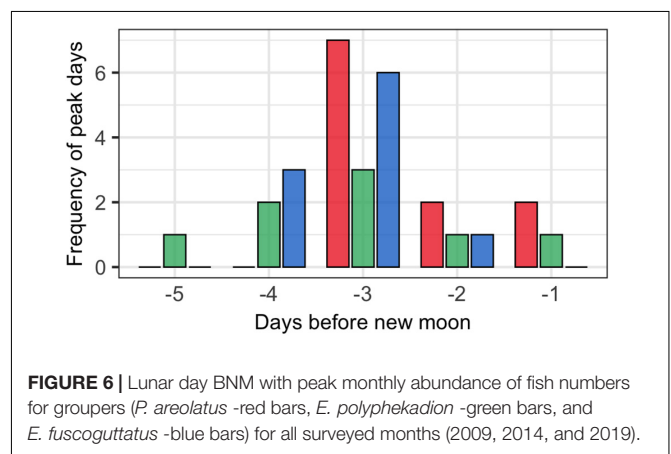 Frequency of peak days
6
4
2
0
-5 -4 -3 -2 -1
Days before new moon
FIGURE 6 | Lunar day BNM with peak monthly abundance of fish numbers
for groupers (P. areolatus -red bars, E. polyphekadion -green bars, and
E. fuscoguttatus -blue bars) for all surveyed months (2009, 2014, and 2019).